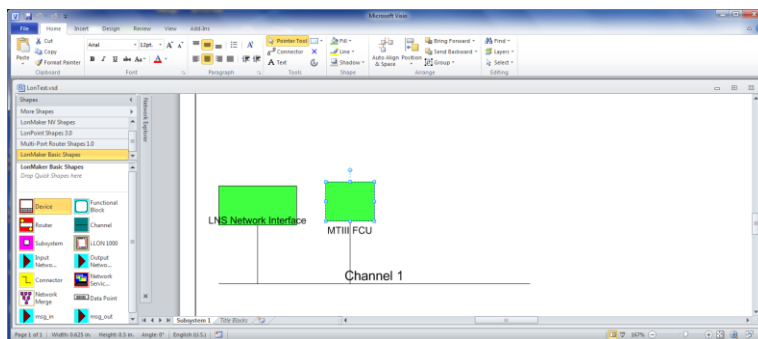 Microsoft Visio
File Home Insert Design Review View Add-Ins
Paste
Cut
Copy
Format Painter
Clipboard
Arial 12pt.
B I U abc Aa A
Font
Paragraph
Pointer Tool
Connector
A Text
Tools
Fill
Line
Shadow
Shape
Auto Align & Space
Position
Bring Forward
Send Backward
Group
Arrange
Find
Layers
Select
Editing
LonTest.vsd
Shapes
More Shapes
LonMaker NV Shapes
LonPoint Shapes 3.0
Multi-Port Router Shapes 1.0
LonMaker Basic Shapes
LonMaker Basic Shapes
Drop Quick Shapes here
Device
Functional Block
Router
Channel
Subsystem
i.LON 1000
Input Netwo...
Output Netwo...
Connector
Network Servic...
Network Merge
Data Point
msg_in
msg_out
Network Explorer
LNS Network Interface
MTIII FCU
Channel 1
Subsystem 1 Title Blocks
Page 1 of 1 Width: 0.625 in. Height: 0.5 in. Angle: 0° English (U.S.)
167%